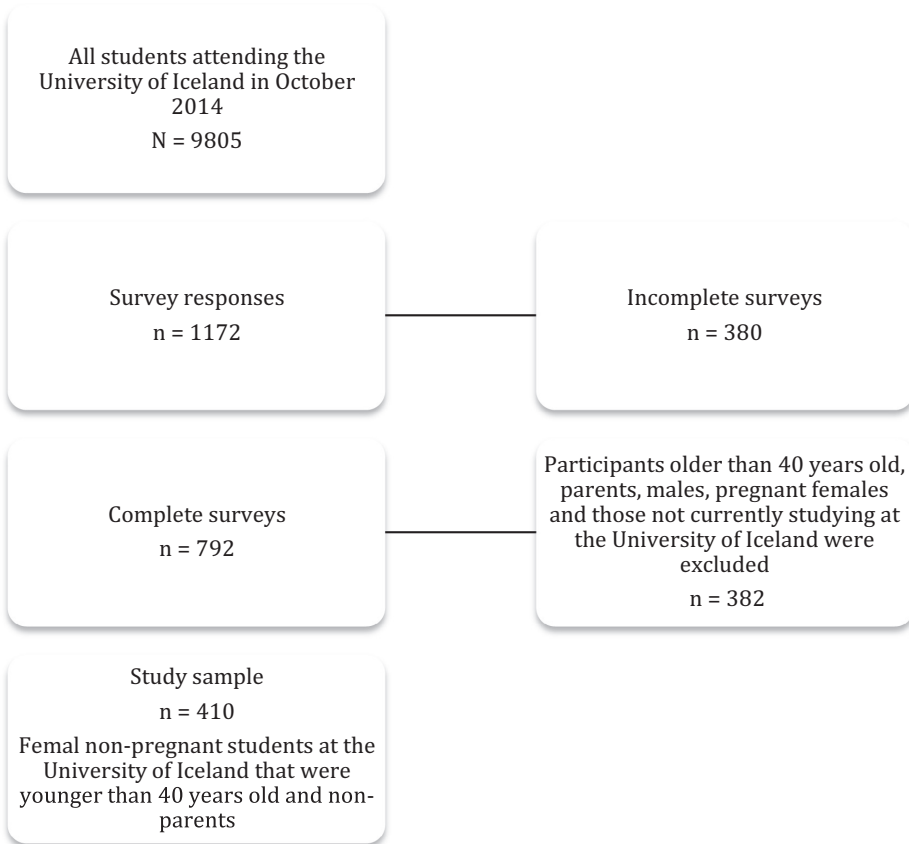 All students attending the
University of Iceland in October
2014
N = 9805
Survey responses
n = 1172
Incomplete surveys
n = 380
Complete surveys
n = 792
Participants older than 40 years old,
parents, males, pregnant females
and those not currently studying at
the University of Iceland were
excluded
n = 382
Study sample
n = 410
Femal non-pregnant students at the
University of Iceland that were
younger than 40 years old and non-
parents